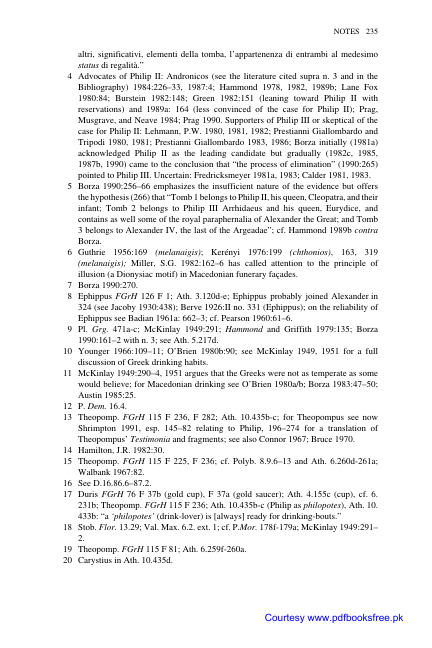 NOTES 235
altri, significativi, elementi della tomba, l'appartenenza di entrambi al medesimo
status di regalità."
4 Advocates of Philip II: Andronicos (see the literature cited supra n. 3 and in the
Bibliography) 1984:226–33, 1987:4; Hammond 1978, 1982, 1989b; Lane Fox
1980:84; Burstein 1982:148; Green 1982:151 (leaning toward Philip II with
reservations) and 1989a: 164 (less convinced of the case for Philip II); Prag,
Musgrave, and Neave 1984; Prag 1990. Supporters of Philip III or skeptical of the
case for Philip II: Lehmann, P.W. 1980, 1981, 1982; Prestianni Giallombardo and
Tripodi 1980, 1981; Prestianni Giallombardo 1983, 1986; Borza initially (1981a)
acknowledged Philip II as the leading candidate but gradually (1982c, 1985,
1987b, 1990) came to the conclusion that "the process of elimination" (1990:265)
pointed to Philip III. Uncertain: Fredricksmeyer 1981a, 1983; Calder 1981, 1983.
5 Borza 1990:256–66 emphasizes the insufficient nature of the evidence but offers
the hypothesis (266) that "Tomb 1 belongs to Philip II, his queen, Cleopatra, and their
infant; Tomb 2 belongs to Philip III Arrhidaeus and his queen, Eurydice, and
contains as well some of the royal paraphernalia of Alexander the Great; and Tomb
3 belongs to Alexander IV, the last of the Argeadae"; cf. Hammond 1989b contra
Borza.
6 Guthrie 1956:169 (melanaigis); Kerényi 1976:199 (chthonios), 163, 319
(melanaigis); Miller, S.G. 1982:162–6 has called attention to the principle of
illusion (a Dionysiac motif) in Macedonian funerary façades.
7 Borza 1990:270.
8 Ephippus FGrH 126 F 1; Ath. 3.120d-e; Ephippus probably joined Alexander in
324 (see Jacoby 1930:438); Berve 1926:II no. 331 (Ephippus); on the reliability of
Ephippus see Badian 1961a: 662–3; cf. Pearson 1960:61–6.
9 Pl. Grg. 471a-c; McKinlay 1949:291; Hammond and Griffith 1979:135; Borza
1990:161–2 with n. 3; see Ath. 5.217d.
10 Younger 1966:109–11; O'Brien 1980b:90; see McKinlay 1949, 1951 for a full
discussion of Greek drinking habits.
11 McKinlay 1949:290–4, 1951 argues that the Greeks were not as temperate as some
would believe; for Macedonian drinking see O'Brien 1980a/b; Borza 1983:47–50;
Austin 1985:25.
12 P. Dem. 16.4.
13 Theopomp. FGrH 115 F 236, F 282; Ath. 10.435b-c; for Theopompus see now
Shrimpton 1991, esp. 145–82 relating to Philip, 196–274 for a translation of
Theopompus' Testimonia and fragments; see also Connor 1967; Bruce 1970.
14 Hamilton, J.R. 1982:30.
15 Theopomp. FGrH 115 F 225, F 236; cf. Polyb. 8.9.6–13 and Ath. 6.260d-261a;
Walbank 1967:82.
16 See D.16.86.6–87.2.
17 Duris FGrH 76 F 37b (gold cup), F 37a (gold saucer); Ath. 4.155c (cup), cf. 6.
231b; Theopomp. FGrH 115 F 236; Ath. 10.435b-c (Philip as philopotes), Ath. 10.
433b: "a 'philopotes' (drink-lover) is [always] ready for drinking-bouts."
18 Stob. Flor. 13.29; Val. Max. 6.2. ext. 1; cf. P.Mor. 178f-179a; McKinlay 1949:291–
2.
19 Theopomp. FGrH 115 F 81; Ath. 6.259f-260a.
20 Carystius in Ath. 10.435d.
Courtesy www.pdfbooksfree.pk